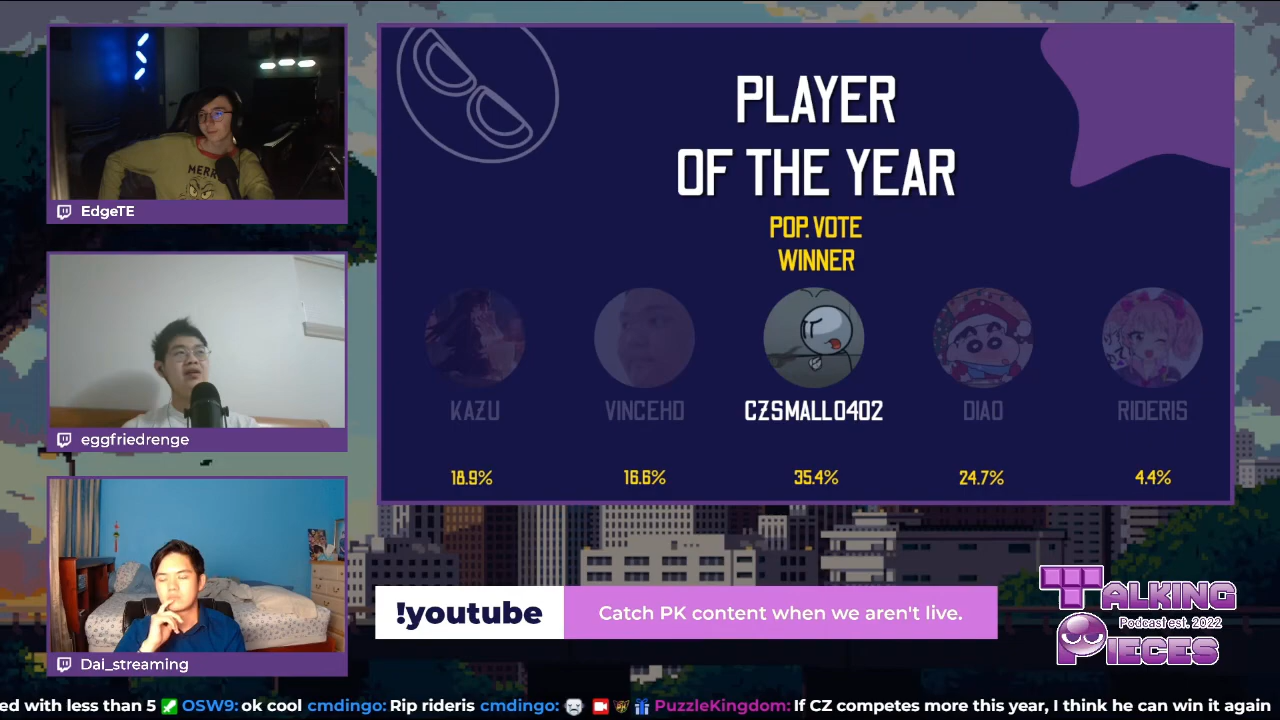 PLAYER
OF THE YEAR
POP. VOTE
WINNER
KAZU
VINCEHD
CZSMALL0402
DIAO
RIDERIS
18.9%
16.6%
35.4%
24.7%
4.4%
MERR
EdgeTE
eggfriedrenge
Dai_streaming
!youtube
Catch PK content when we aren't live.
TALKING
Podcast est. 2022
PIECES
ed with less than 5 OSW9: ok cool cmdingo: Rip rideris cmdingo: PuzzleKingdom: If CZ competes more this year, I think he can win it again